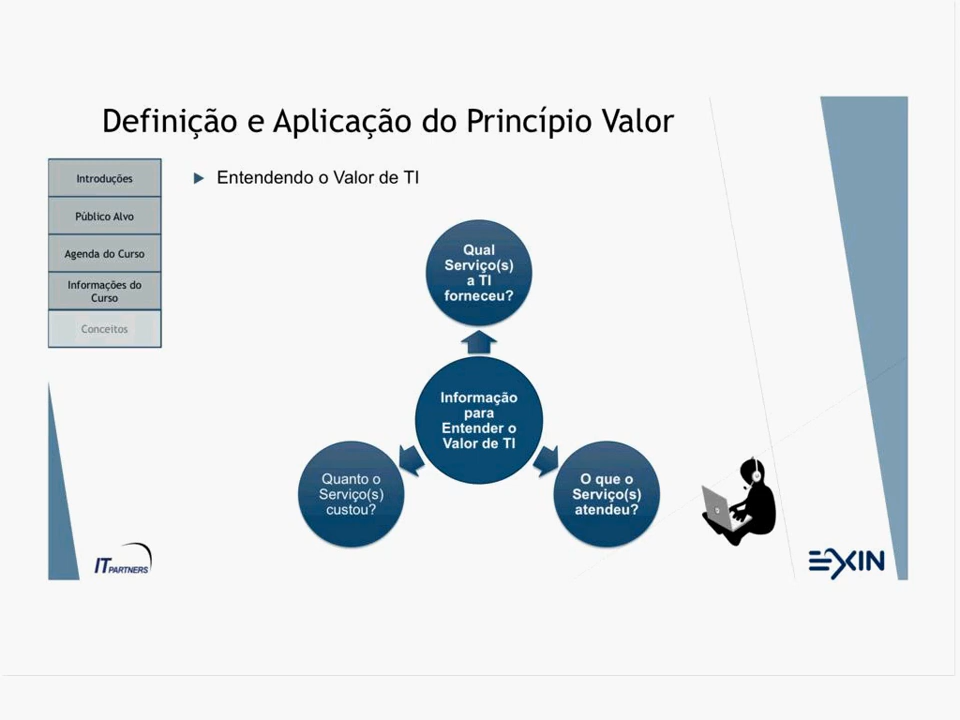 Definição e Aplicação do Princípio Valor
Introduções
Público Alvo
Agenda do Curso
Informações do
Curso
Conceitos
Entendendo o Valor de TI
Qual
Serviço(s)
a TI
forneceu?
Informação
para
Entender o
Valor de TI
Quanto o
Serviço(s)
custou?
O que o
Serviço(s)
atendeu?
IT PARTNERS
EXIN